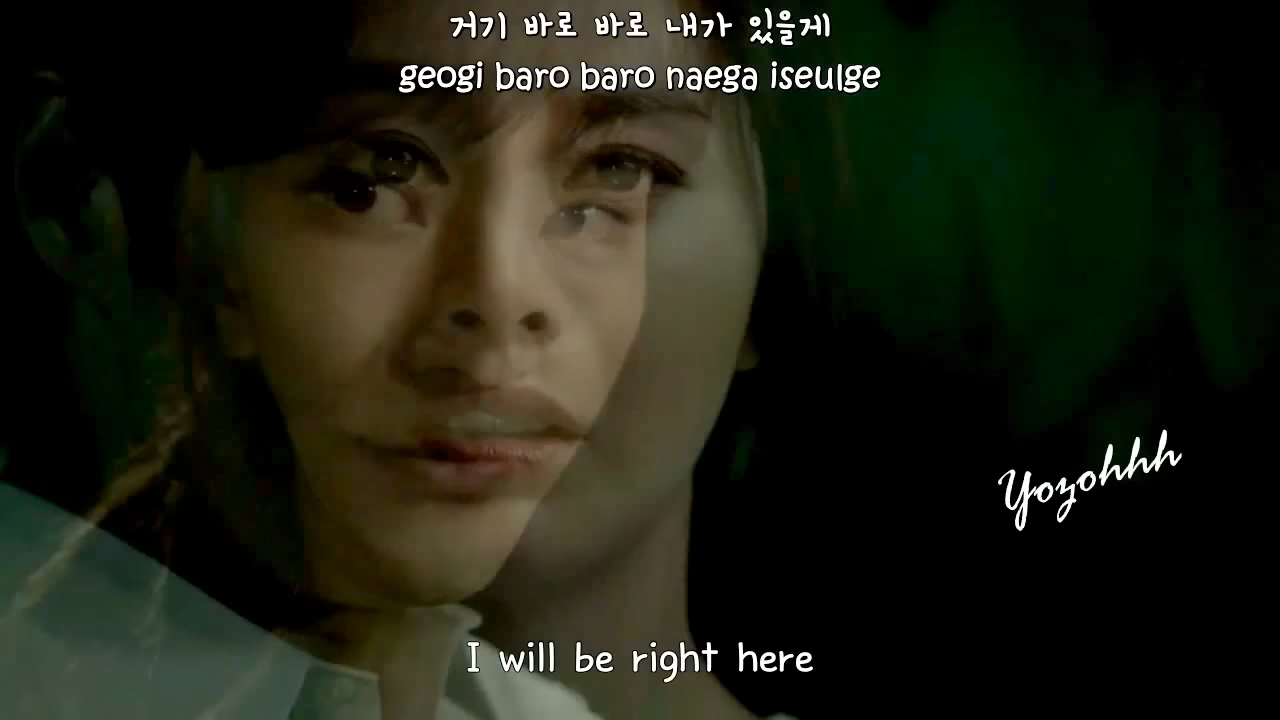 거기 바로 바로 내가 있을게
geogi baro baro naega iseulge
Yozohhh
I will be right here